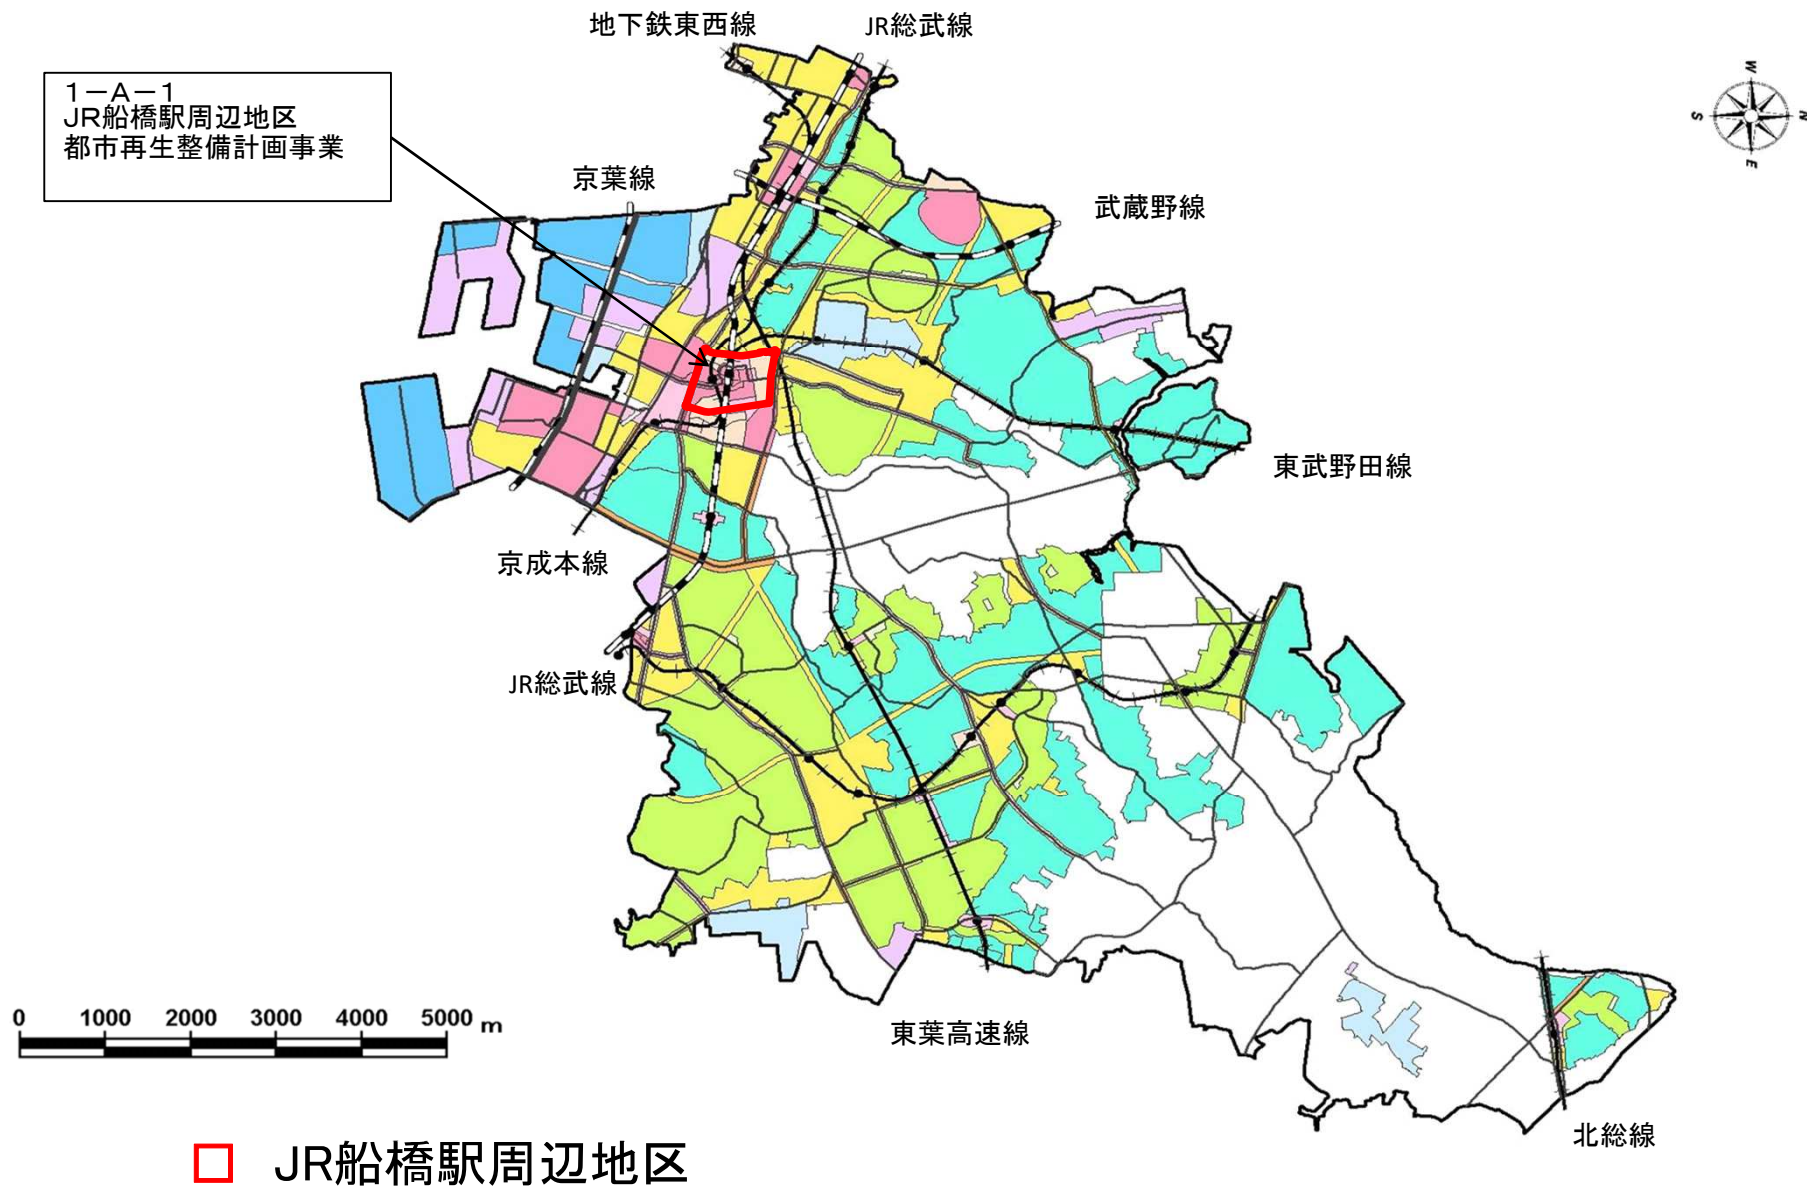 地下鉄東西線
JR総武線
1－A－1
JR船橋駅周辺地区
都市再生整備計画事業
W
S
N
E
京葉線
武蔵野線
東武野田線
京成本線
JR総武線
0 1000 2000 3000 4000 5000 m
東葉高速線
北総線
JR船橋駅周辺地区